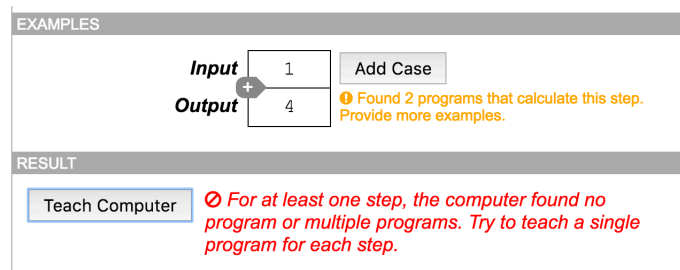 EXAMPLES
Input 1 Add Case
+
Output 4
Found 2 programs that calculate this step.
Provide more examples.
RESULT
Teach Computer
For at least one step, the computer found no
program or multiple programs. Try to teach a single
program for each step.